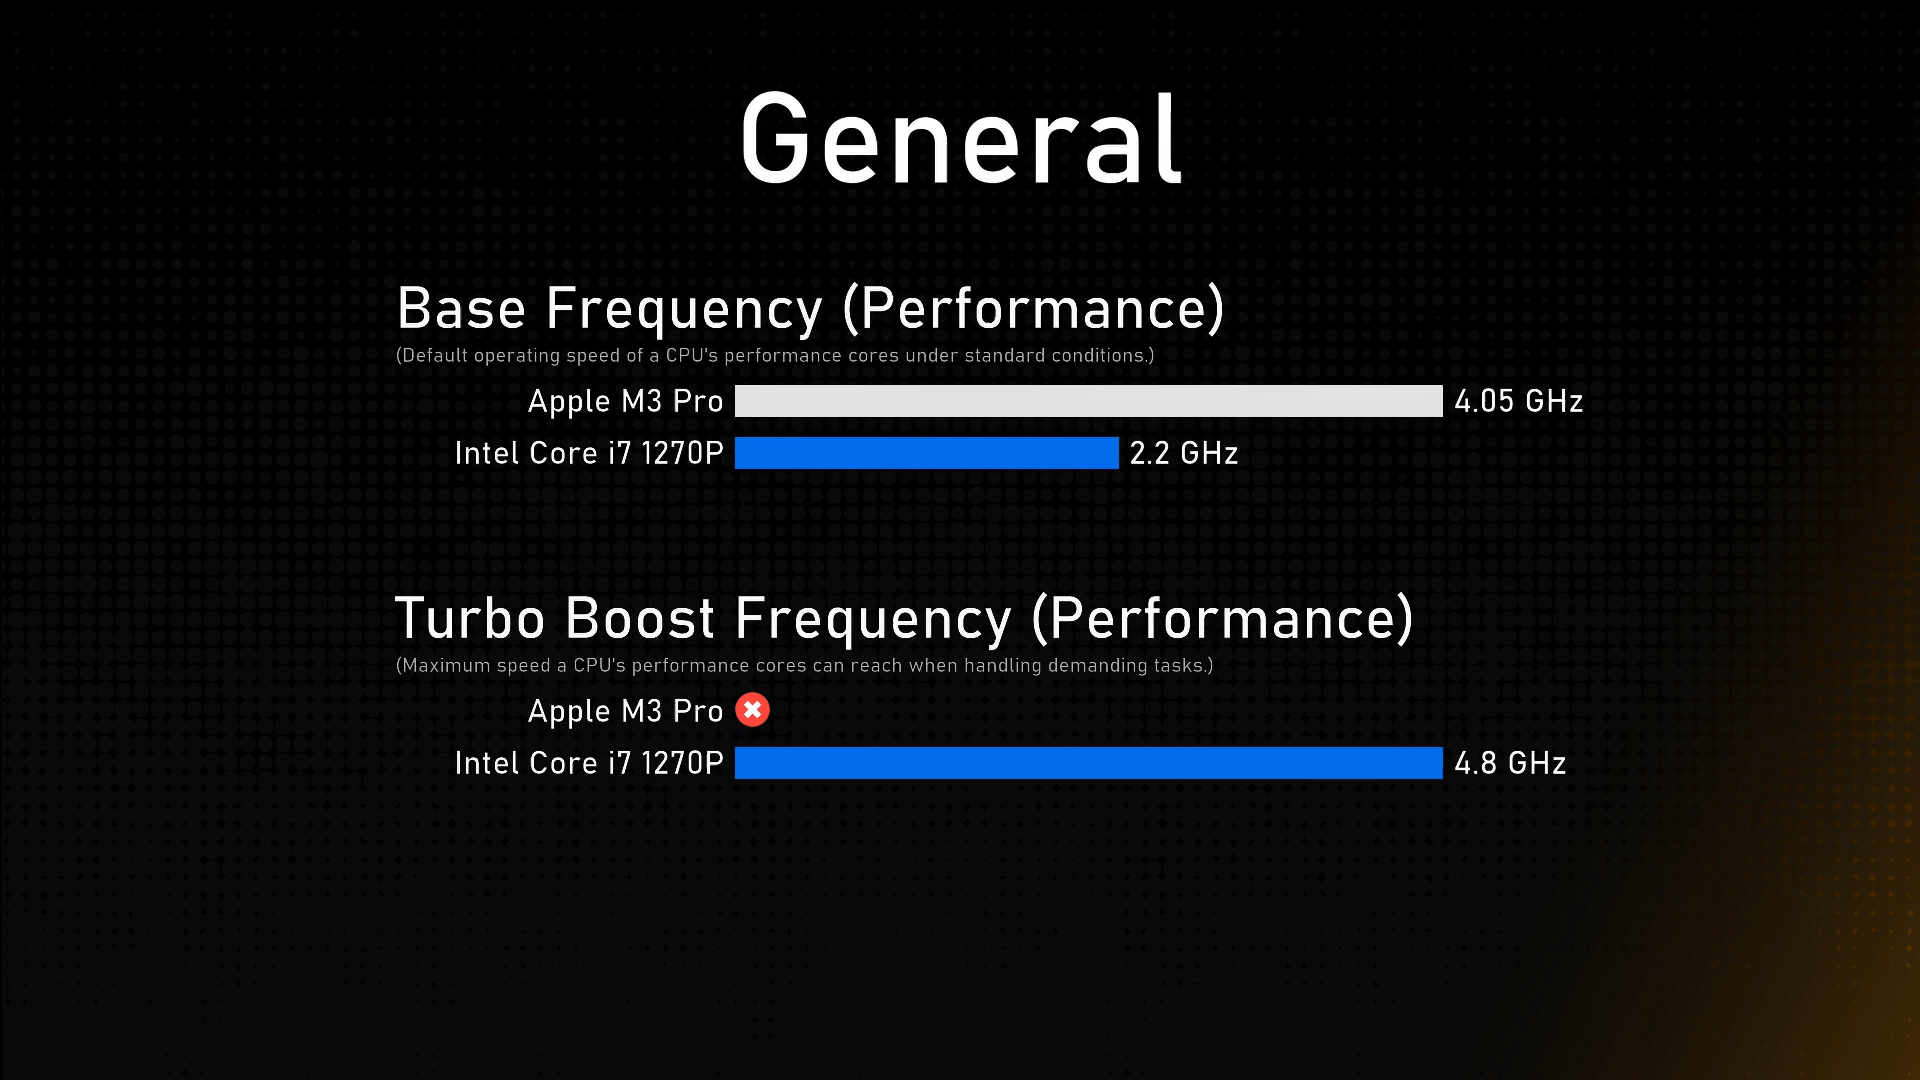 General
Base Frequency (Performance)
(Default operating speed of a CPU's performance cores under standard conditions.)
Apple M3 Pro 4.05 GHz
Intel Core i7 1270P 2.2 GHz
Turbo Boost Frequency (Performance)
(Maximum speed a CPU's performance cores can reach when handling demanding tasks.)
Apple M3 Pro
Intel Core i7 1270P 4.8 GHz